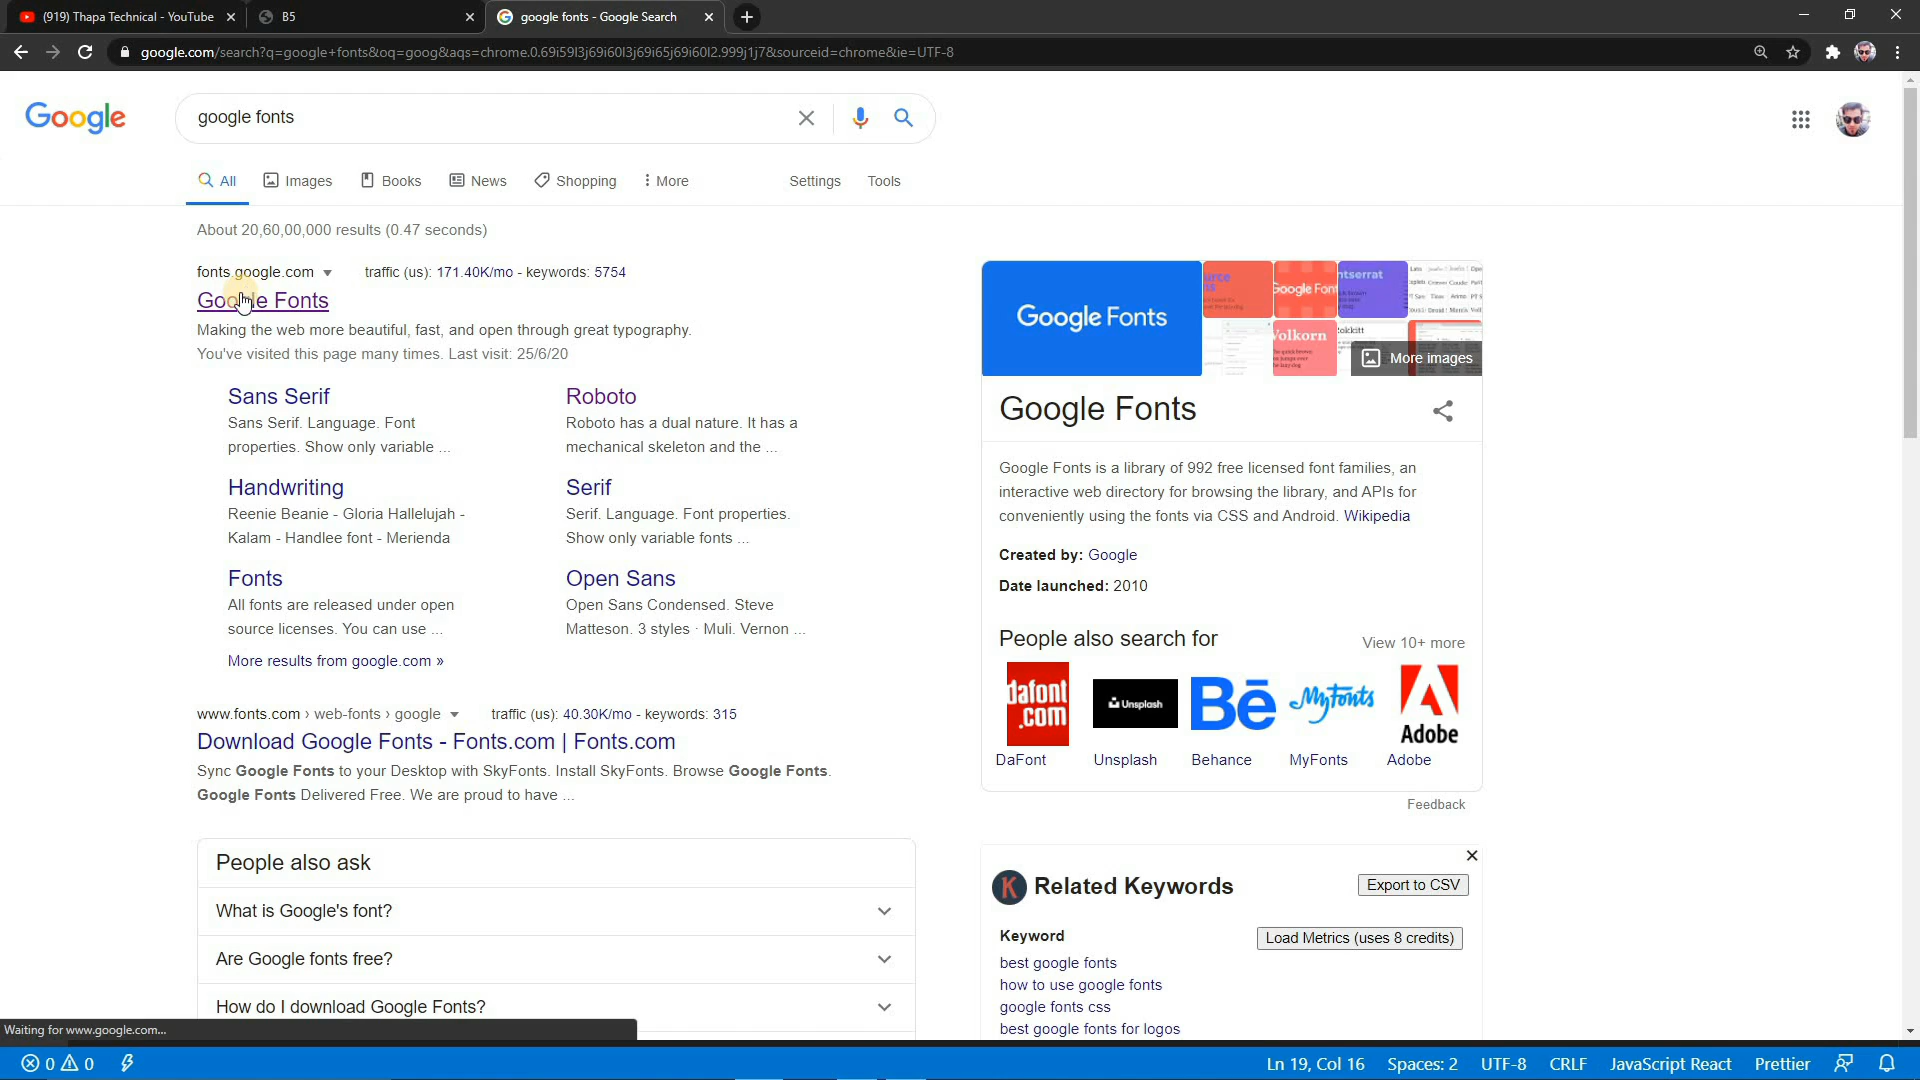 (919) Thapa Technical - YouTube
B5
google fonts - Google Search
google.com/search?q=google+fonts&oq=goog&aqs=chrome.0.69i59l3j69i60l3j69i65j69i60l2.999j1j7&sourceid=chrome&ie=UTF-8
Google
google fonts
All Images Books News Shopping More Settings Tools
About 20,60,00,000 results (0.47 seconds)
fonts.google.com traffic (us): 171.40K/mo - keywords: 5754
Google Fonts
Making the web more beautiful, fast, and open through great typography.
You've visited this page many times. Last visit: 25/6/20
Sans Serif
Sans Serif. Language. Font
properties. Show only variable ...
Roboto
Roboto has a dual nature. It has a
mechanical skeleton and the ...
Handwriting
Reenie Beanie - Gloria Hallelujah -
Kalam - Handlee font - Merienda
Serif
Serif. Language. Font properties.
Show only variable fonts ...
Fonts
All fonts are released under open
source licenses. You can use ...
Open Sans
Open Sans Condensed. Steve
Matteson. 3 styles · Muli. Vernon ...
More results from google.com »
www.fonts.com › web-fonts › google traffic (us): 40.30K/mo - keywords: 315
Download Google Fonts - Fonts.com | Fonts.com
Sync Google Fonts to your Desktop with SkyFonts. Install SkyFonts. Browse Google Fonts.
Google Fonts Delivered Free. We are proud to have ...
People also ask
What is Google's font?
Are Google fonts free?
How do I download Google Fonts?
Google Fonts
Google Font
ntserrat
Volkorn
Rokkitt
More images
Google Fonts
Google Fonts is a library of 992 free licensed font families, an
interactive web directory for browsing the library, and APIs for
conveniently using the fonts via CSS and Android. Wikipedia
Created by: Google
Date launched: 2010
People also search for View 10+ more
dafont
.com
Unsplash
Bē
MyFonts
Adobe
DaFont Unsplash Behance MyFonts Adobe
Feedback
K Related Keywords Export to CSV
Keyword Load Metrics (uses 8 credits)
best google fonts
how to use google fonts
google fonts css
best google fonts for logos
Waiting for www.google.com...
0 0
Ln 19, Col 16 Spaces: 2 UTF-8 CRLF JavaScript React Prettier